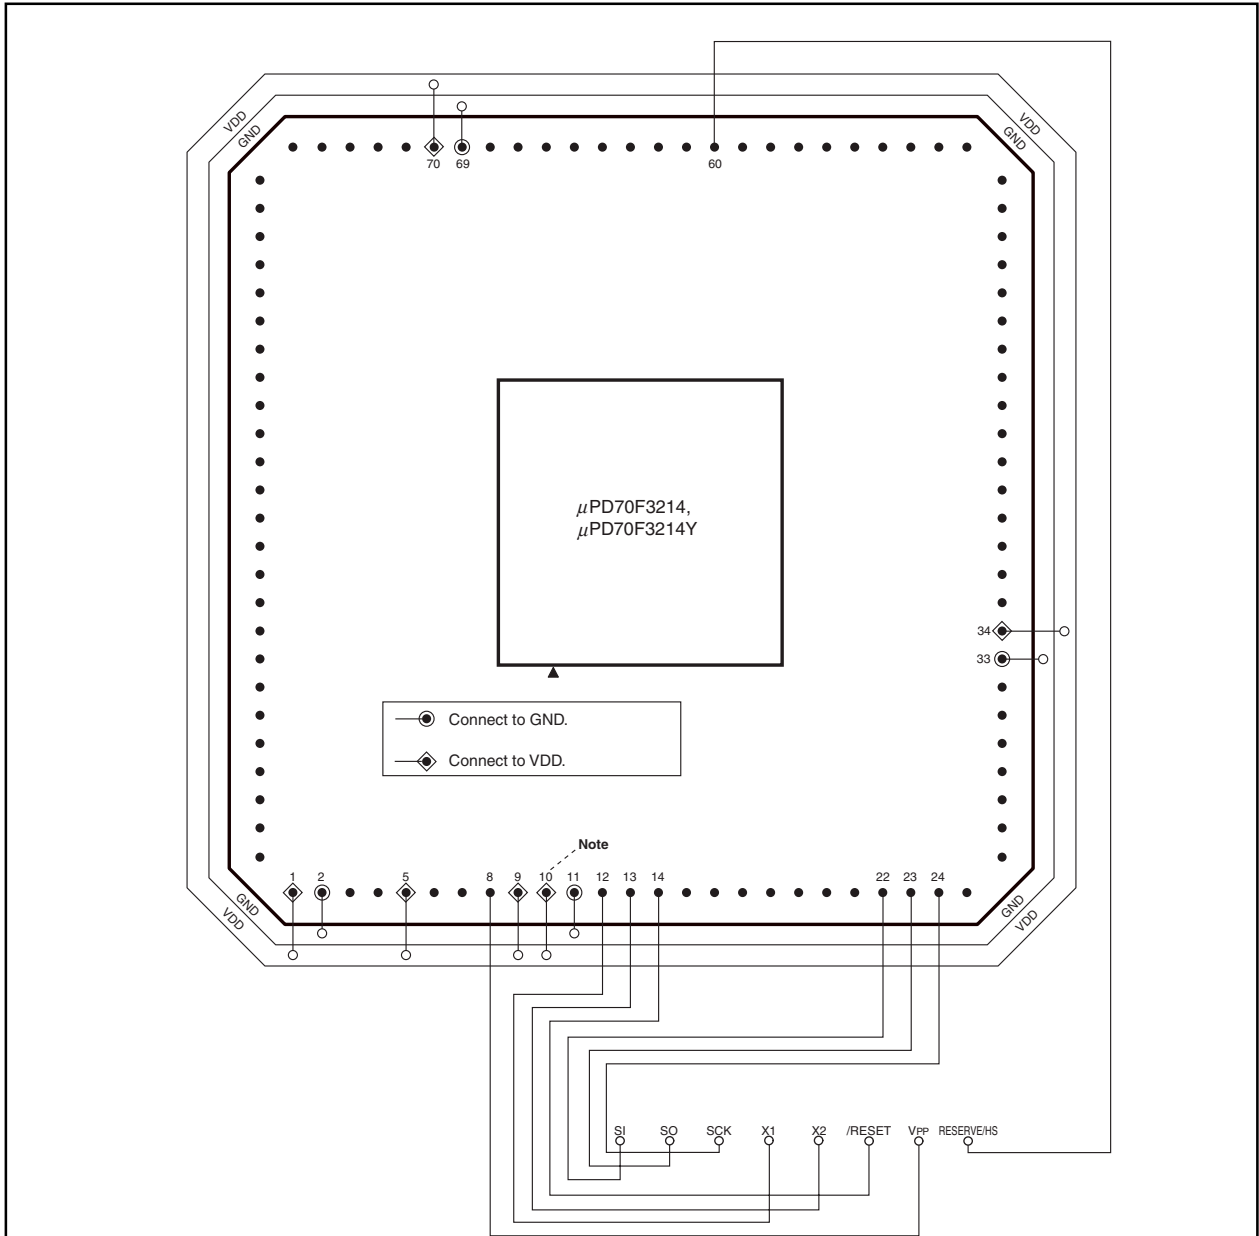 VDD
GND
VDD
GND
70
69
60
μPD70F3214,
μPD70F3214Y
34
33
Connect to GND.
Connect to VDD.
Note
1
2
5
8
9
10
11
12
13
14
22
23
24
GND
VDD
GND
VDD
SI
SO
SCK
X1
X2
/RESET
VPP
RESERVE/HS